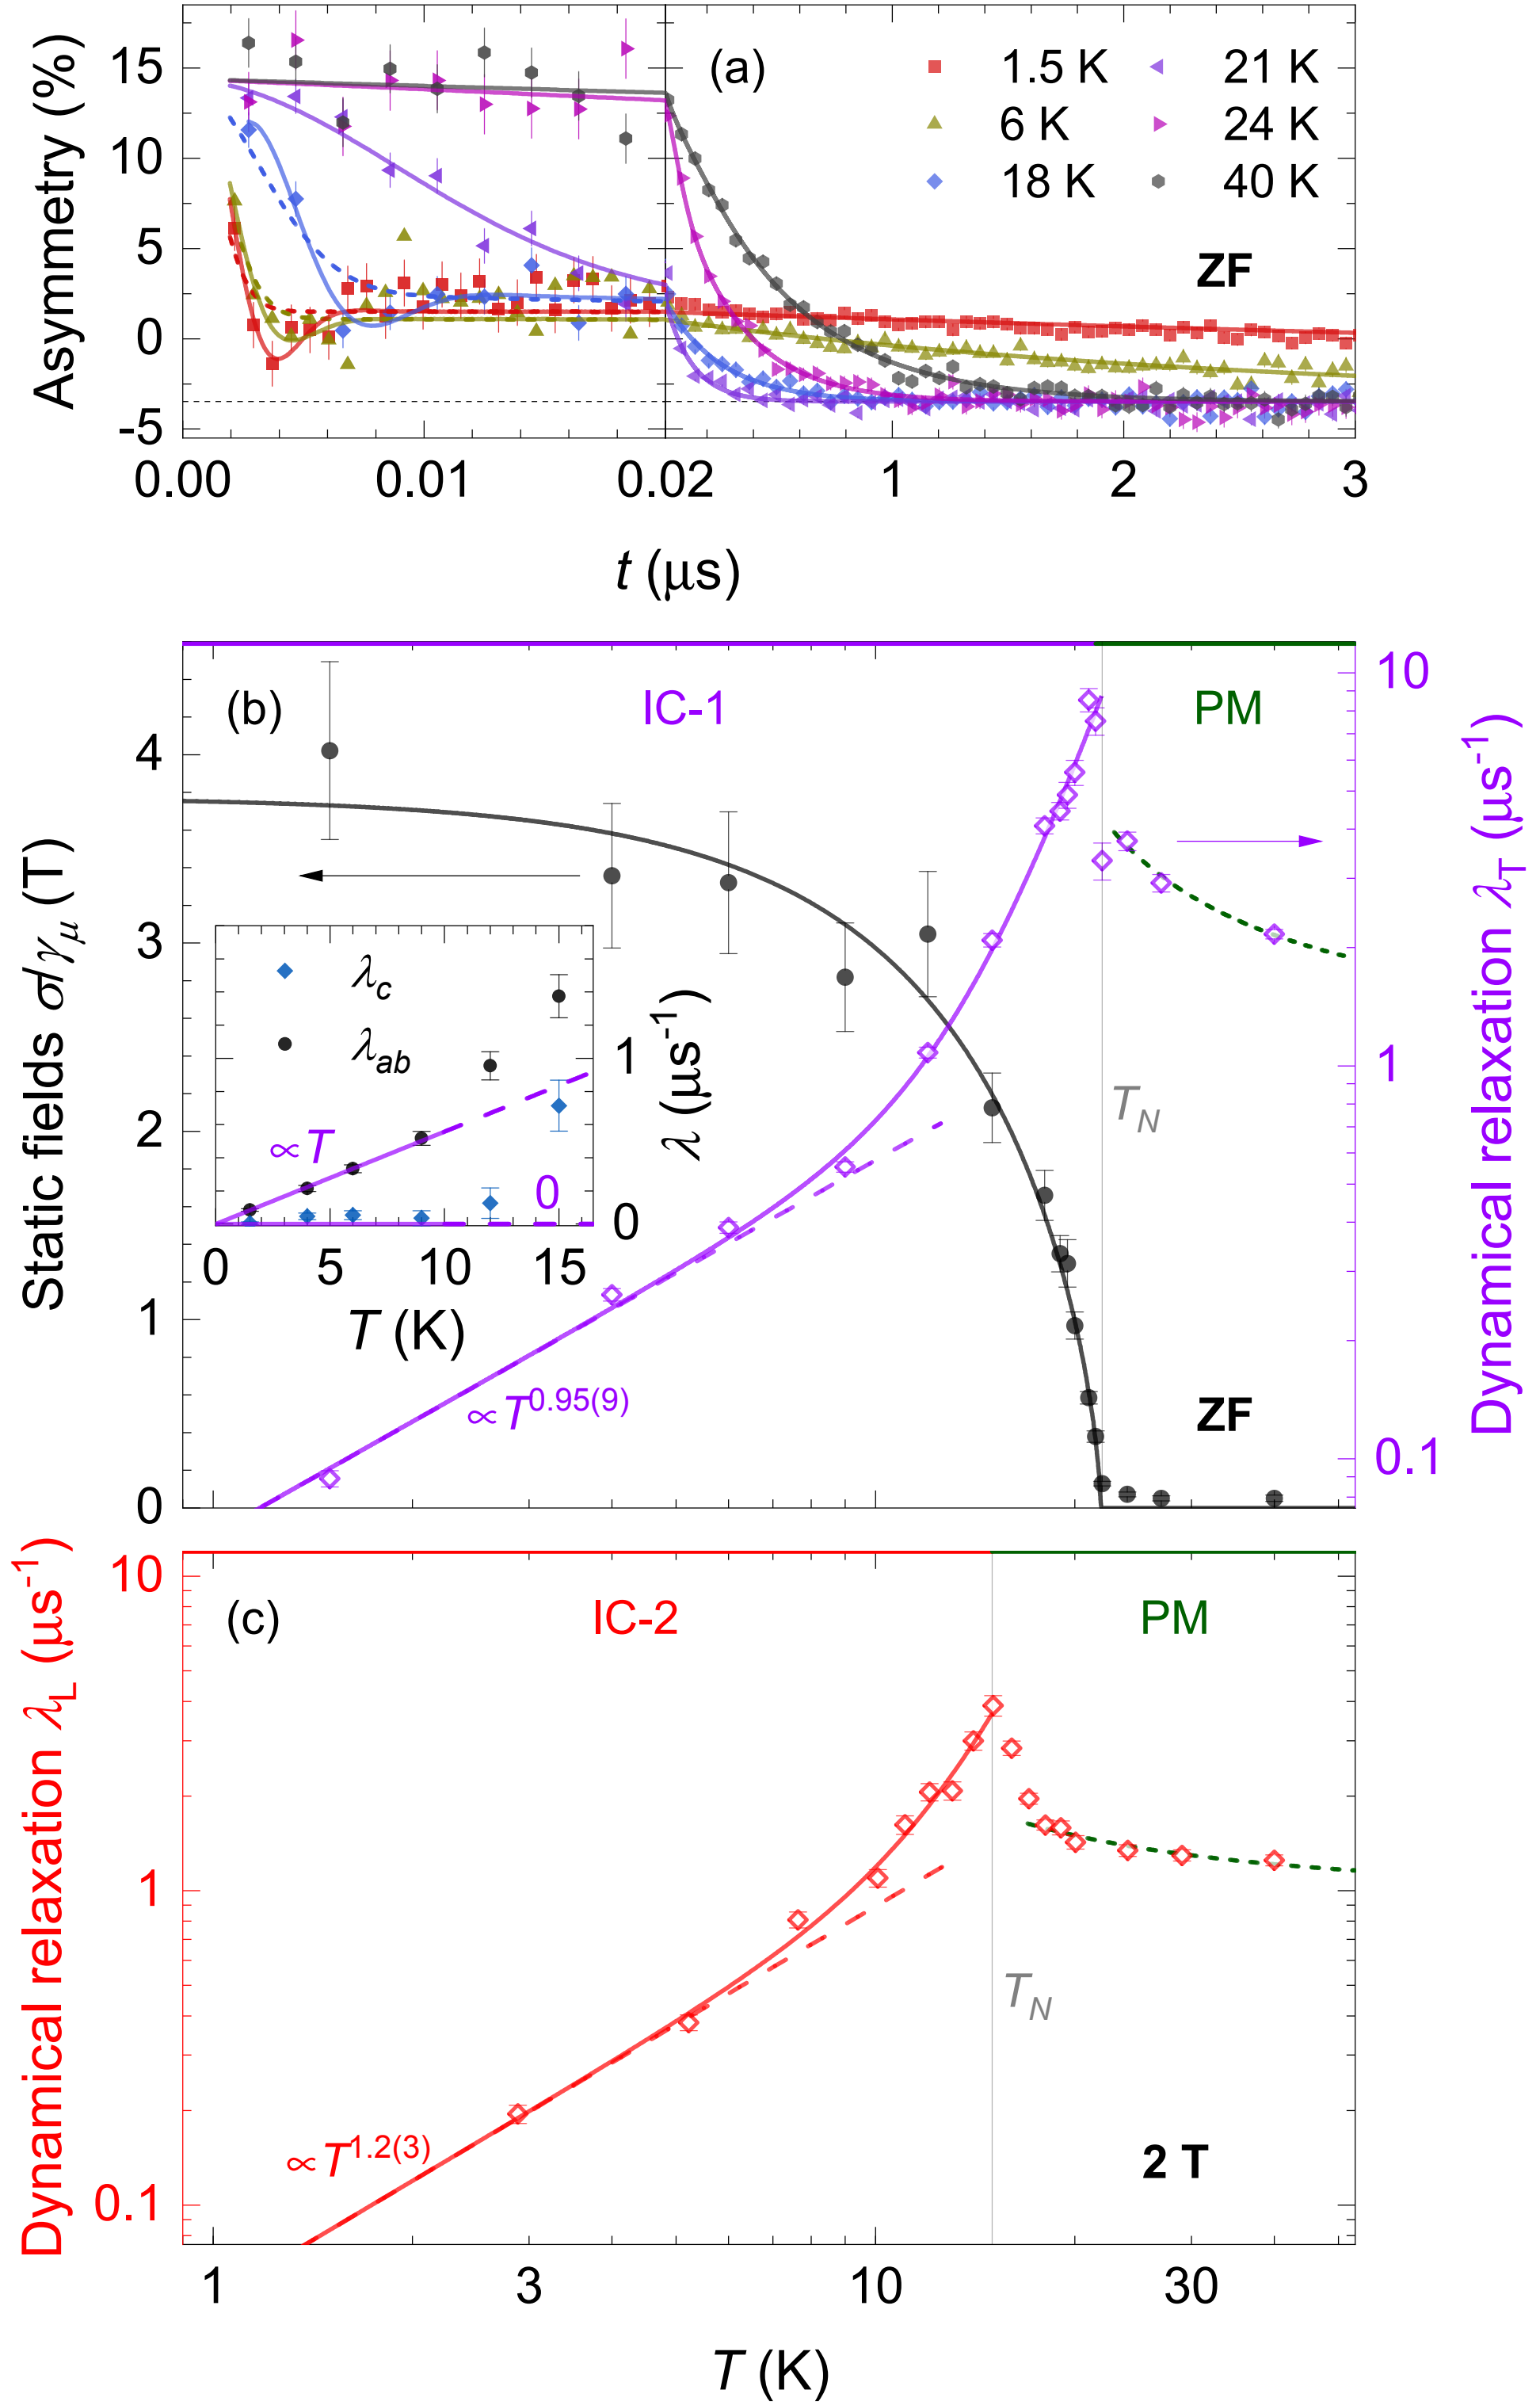 Asymmetry (%)
15
10
5
0
-5
(a)
1.5 K
21 K
6 K
24 K
18 K
40 K
ZF
0.00
0.01
0.02
1
2
3
t (μs)
(b)
IC-1
PM
Static fields σ/γμ (T)
4
3
2
1
0
Dynamical relaxation λT (μs-1)
10
1
0.1
λc
λab
∝T
0
1
0
λ (μs-1)
0
5
10
15
T (K)
TN
∝T0.95(9)
ZF
(c)
IC-2
PM
Dynamical relaxation λL (μs-1)
10
1
0.1
TN
∝T1.2(3)
2 T
1
3
10
30
T (K)